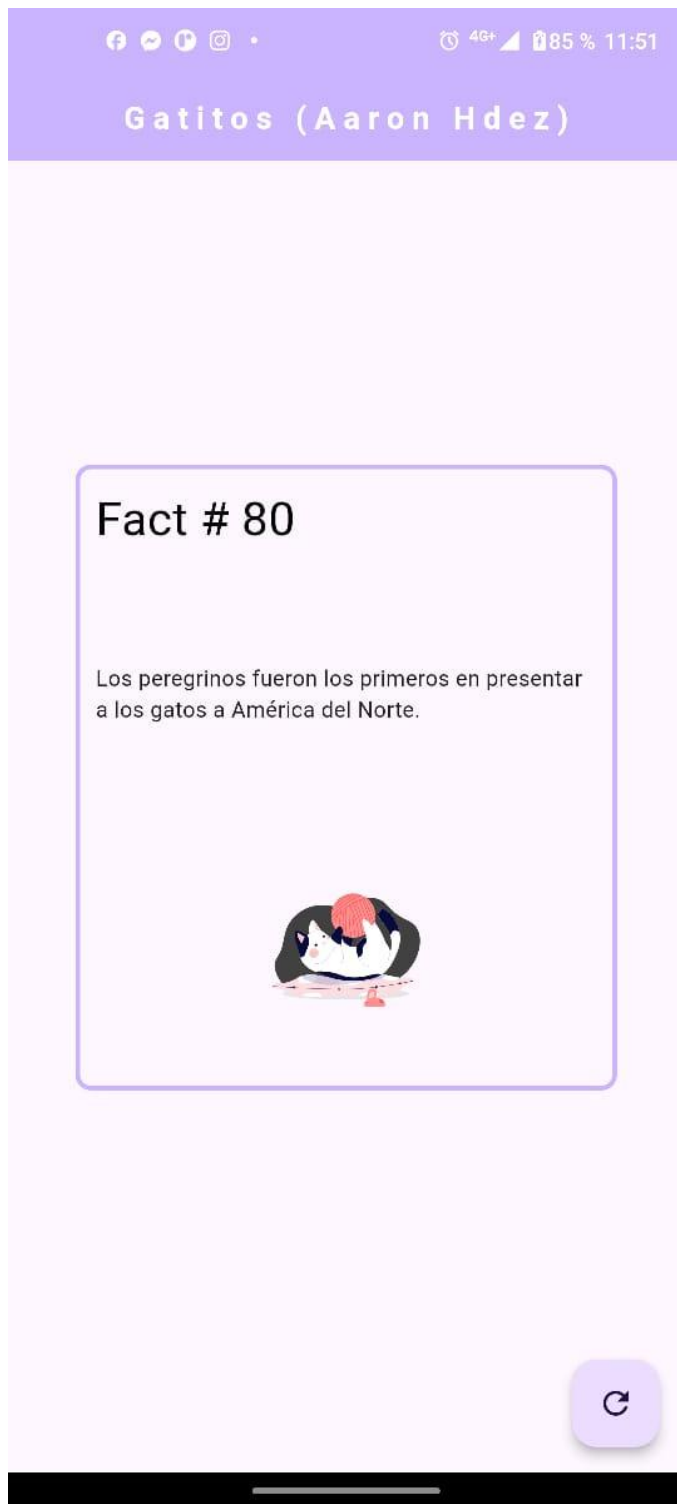 4G+ 85 % 11:51
Gatitos (Aaron Hdez)
Fact # 80
Los peregrinos fueron los primeros en presentar
a los gatos a América del Norte.